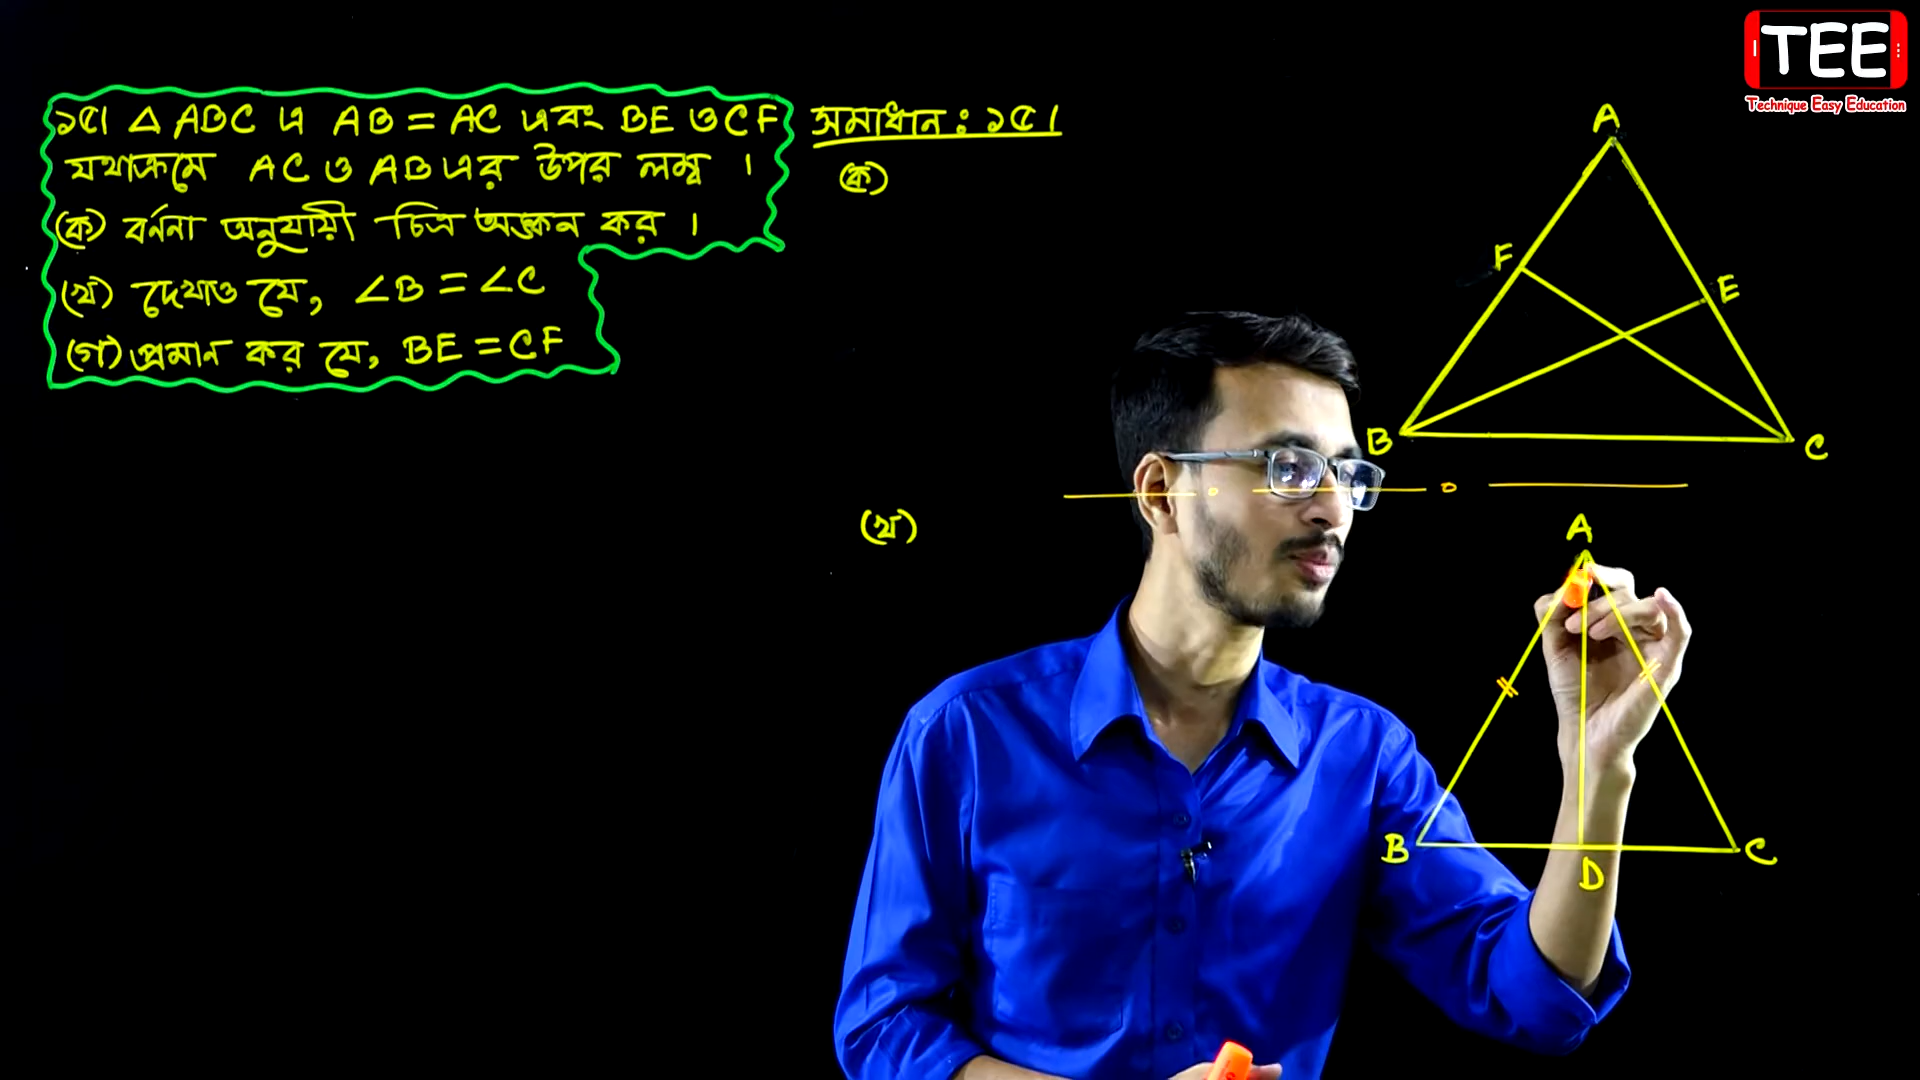 ১৫। △ ABC এ AB = AC এবং BE ও CF
যথাক্রমে AC ও AB এর উপর লম্ব ।
(ক) বর্ননা অনুযায়ী চিত্র অঙ্কন কর ।
(খ) দেখাও যে, ∠B = ∠C
(গ) প্রমান কর যে, BE = CF
সমাধান : ১৫।
(ক)
A
F
E
B
C
(খ)
A
B
D
C
TEE
Technique Easy Education